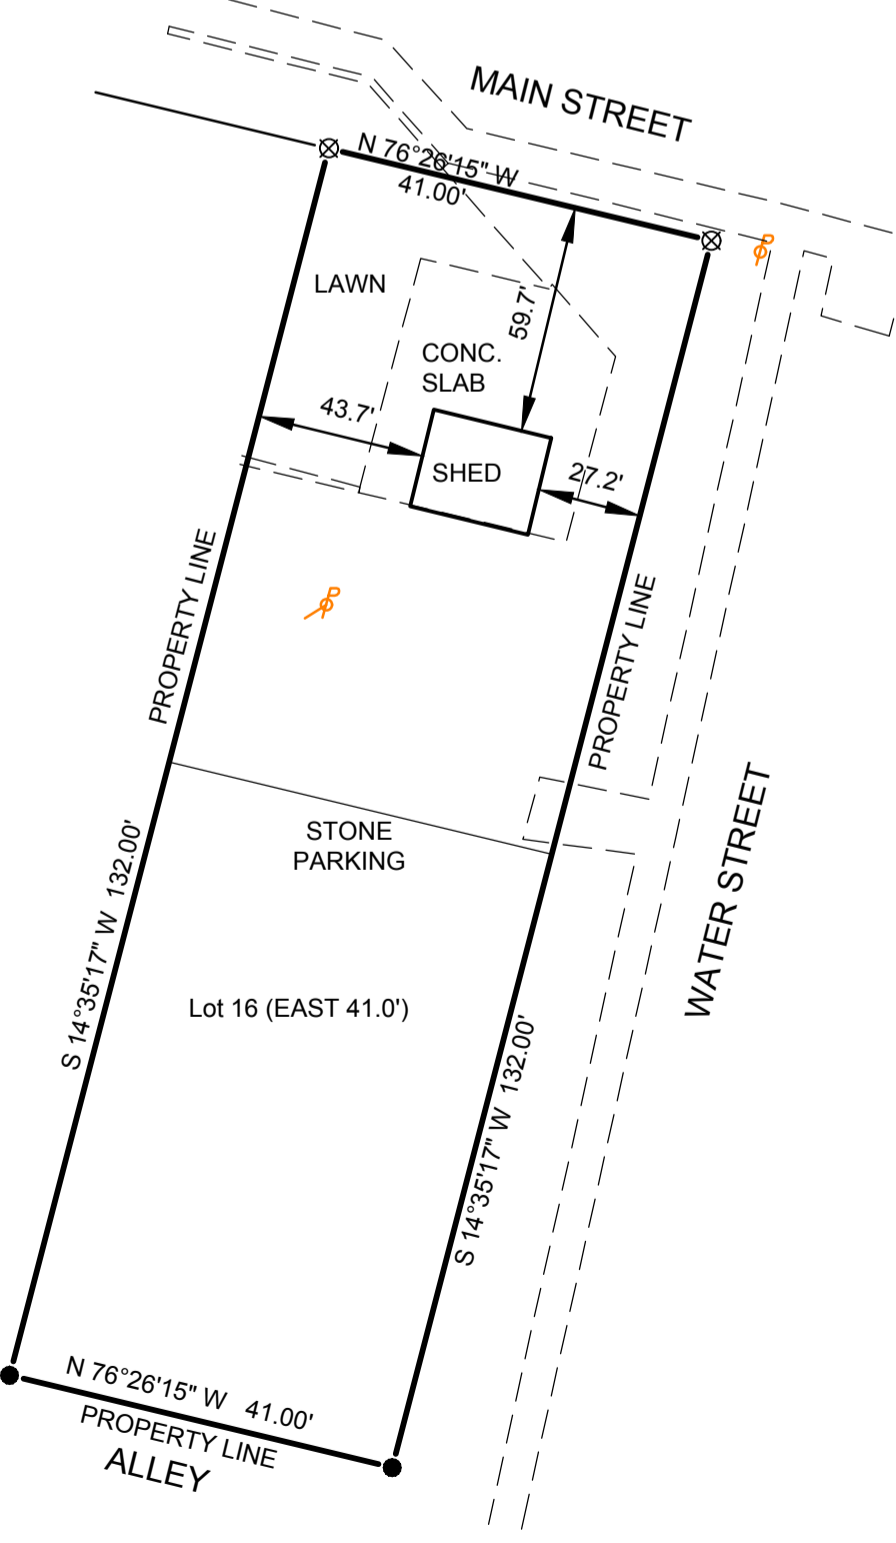 MAIN STREET
N 76°26'15" W
41.00'
LAWN
59.7'
CONC.
SLAB
43.7'
SHED
27.2'
PROPERTY LINE
PROPERTY LINE
STONE
PARKING
S 14°35'17" W 132.00'
WATER STREET
Lot 16 (EAST 41.0')
S 14°35'17" W 132.00'
N 76°26'15" W 41.00'
PROPERTY LINE
ALLEY